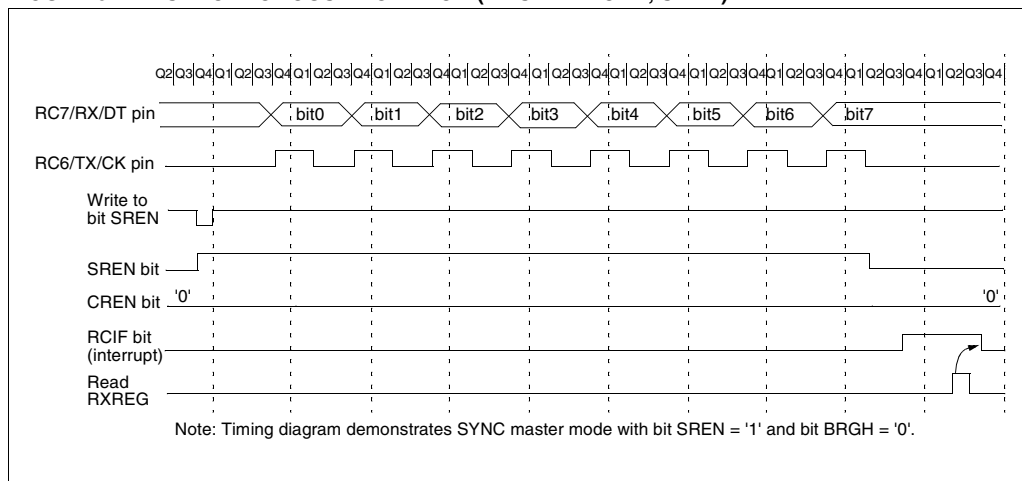 Q2 Q3 Q4 Q1 Q2 Q3 Q4 Q1 Q2 Q3 Q4 Q1 Q2 Q3 Q4 Q1 Q2 Q3 Q4 Q1 Q2 Q3 Q4 Q1 Q2 Q3 Q4 Q1 Q2 Q3 Q4 Q1 Q2 Q3 Q4 Q1 Q2 Q3 Q4 Q1 Q2 Q3 Q4
RC7/RX/DT pin bit0 bit1 bit2 bit3 bit4 bit5 bit6 bit7
RC6/TX/CK pin
Write to
bit SREN
SREN bit
CREN bit '0' '0'
RCIF bit
(interrupt)
Read
RXREG
Note: Timing diagram demonstrates SYNC master mode with bit SREN = '1' and bit BRGH = '0'.